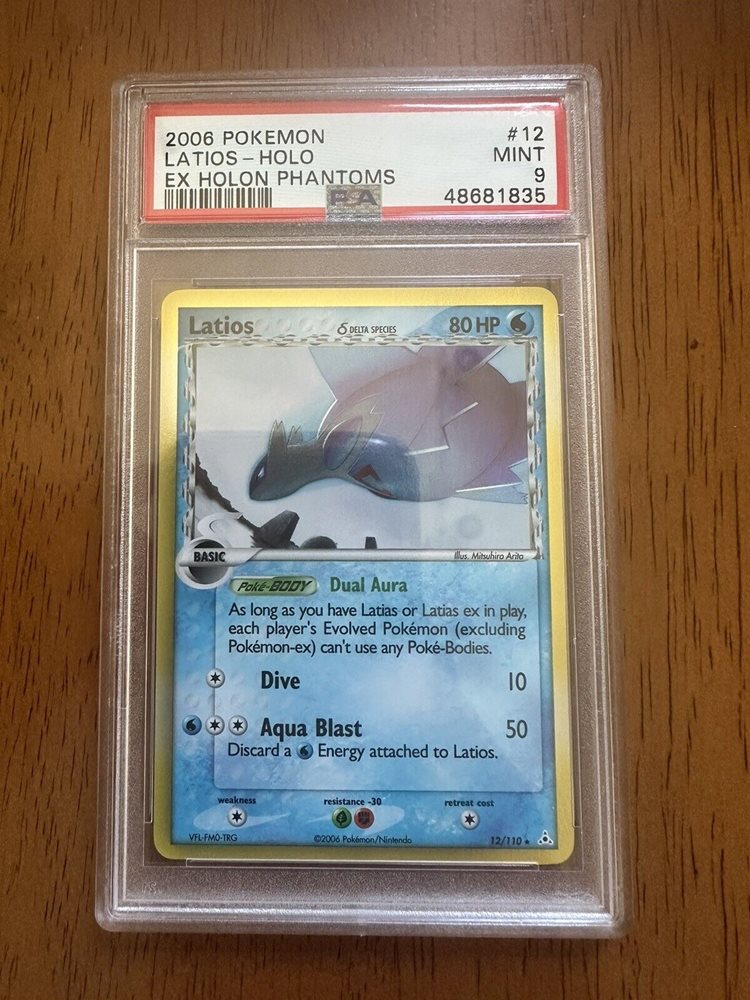 2006 POKEMON #12
LATIOS - HOLO MINT
EX HOLON PHANTOMS 9
PSA 48681835
Latios δ DELTA SPECIES 80 HP
BASIC Illus. Mitsuhiro Arita
Poké-BODY Dual Aura
As long as you have Latias or Latias ex in play,
each player's Evolved Pokémon (excluding
Pokémon-ex) can't use any Poké-Bodies.
Dive 10
Aqua Blast 50
Discard a Energy attached to Latios.
weakness resistance -30 retreat cost
VFL-FM0-TRG ©2006 Pokémon/Nintendo 12/110 ★